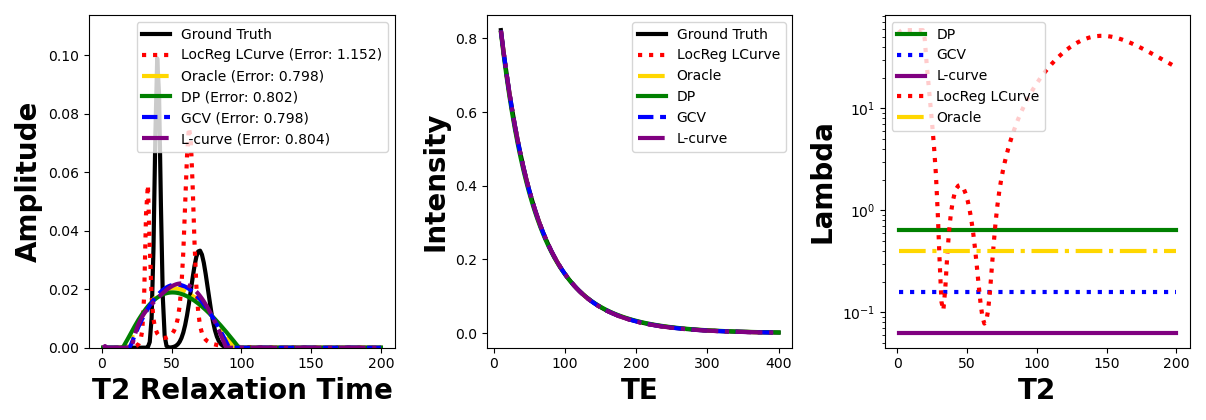 Amplitude
0.10
0.08
0.06
0.04
0.02
0.00
Ground Truth
LocReg LCurve (Error: 1.152)
Oracle (Error: 0.798)
DP (Error: 0.802)
GCV (Error: 0.798)
L-curve (Error: 0.804)
0 50 100 150 200
T2 Relaxation Time
Intensity
0.8
0.6
0.4
0.2
0.0
Ground Truth
LocReg LCurve
Oracle
DP
GCV
L-curve
0 100 200 300 400
TE
Lambda
10¹
10⁰
10⁻¹
DP
GCV
L-curve
LocReg LCurve
Oracle
0 50 100 150 200
T2